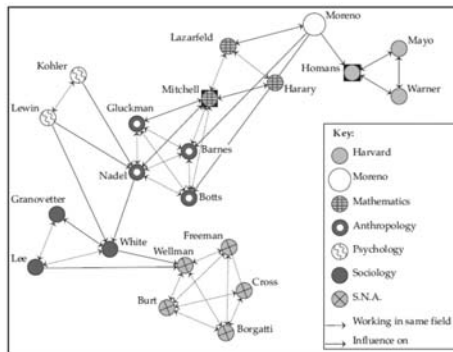 Moreno
Lazarfeld
Mayo
Kohler
Homans
Mitchell
Harary
Lewin
Gluckman
Warner
Barnes
Nadel
Botts
Granovetter
Freeman
White
Wellman
Lee
Cross
Burt
Borgatti
Key:
Harvard
Moreno
Mathematics
Anthropology
Psychology
Sociology
S.N.A.
Working in same field
Influence on